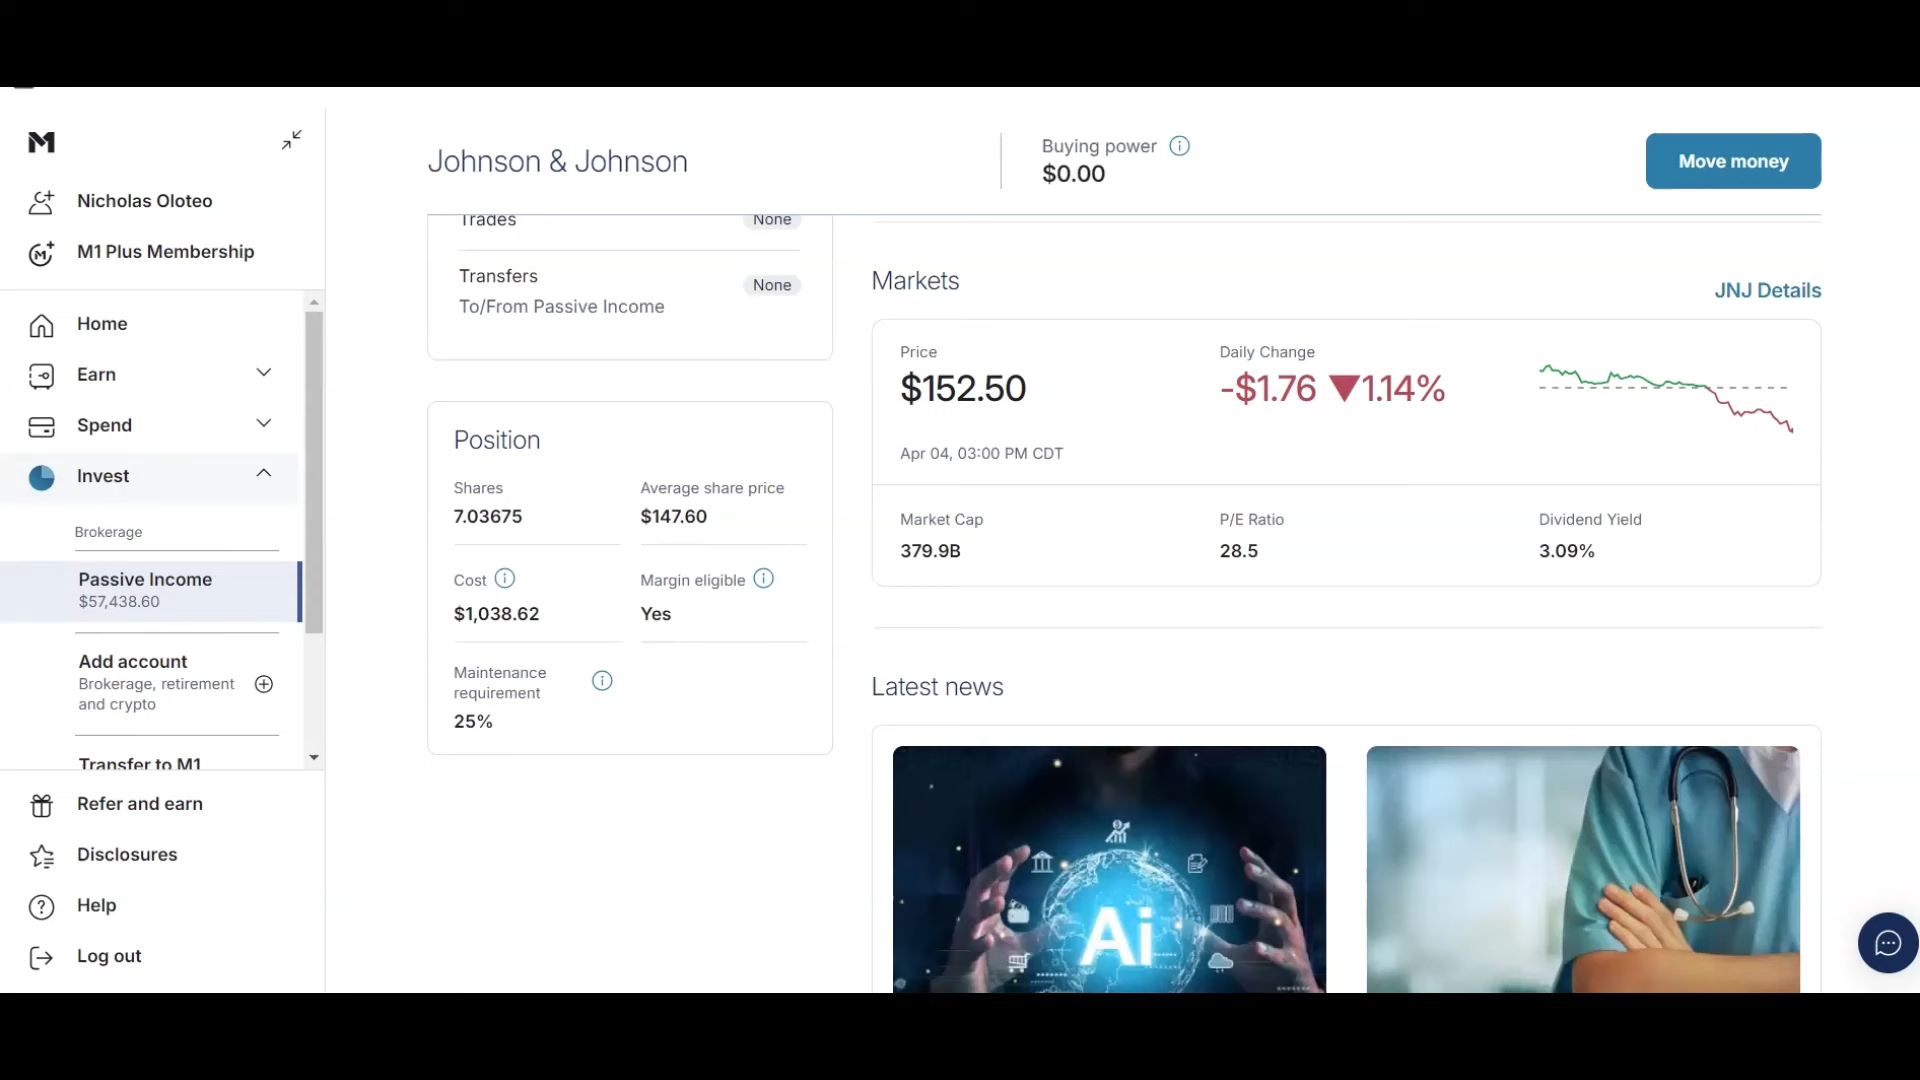 Nicholas Oloteo
M1 Plus Membership
Home
Earn
Spend
Invest
Brokerage
Passive Income
$57,438.60
Add account
Brokerage, retirement
and crypto
Transfer to M1
Refer and earn
Disclosures
Help
Log out
Johnson & Johnson
Buying power
$0.00
Move money
Trades
None
Transfers
None
To/From Passive Income
Position
Shares
Average share price
7.03675
$147.60
Cost
Margin eligible
$1,038.62
Yes
Maintenance
requirement
25%
Markets
JNJ Details
Price
Daily Change
$152.50
-$1.76 ▼1.14%
Apr 04, 03:00 PM CDT
Market Cap
P/E Ratio
Dividend Yield
379.9B
28.5
3.09%
Latest news
Ai